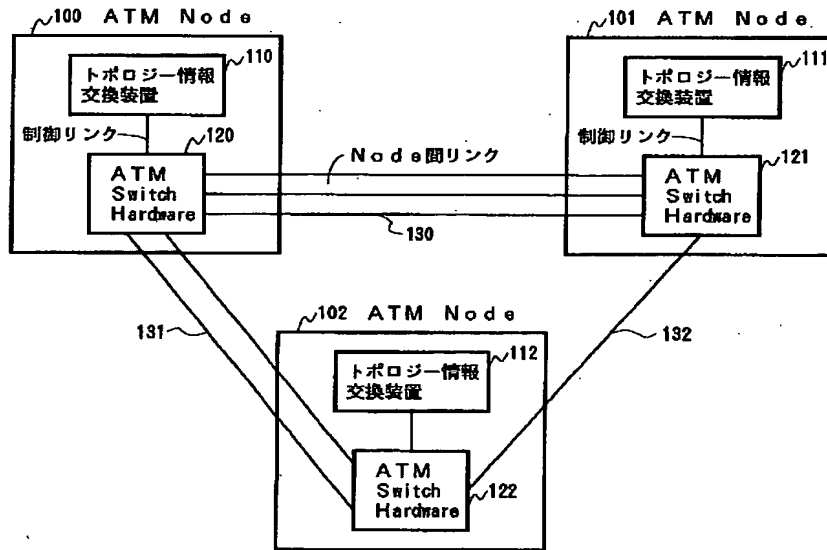 100 ATM Node
110
トポロジー情報
交換装置
制御リンク
120
ATM
Switch
Hardware
101 ATM Node
111
トポロジー情報
交換装置
制御リンク
121
ATM
Switch
Hardware
Node間リンク
130
131
132
102 ATM Node
112
トポロジー情報
交換装置
ATM
Switch
Hardware
122